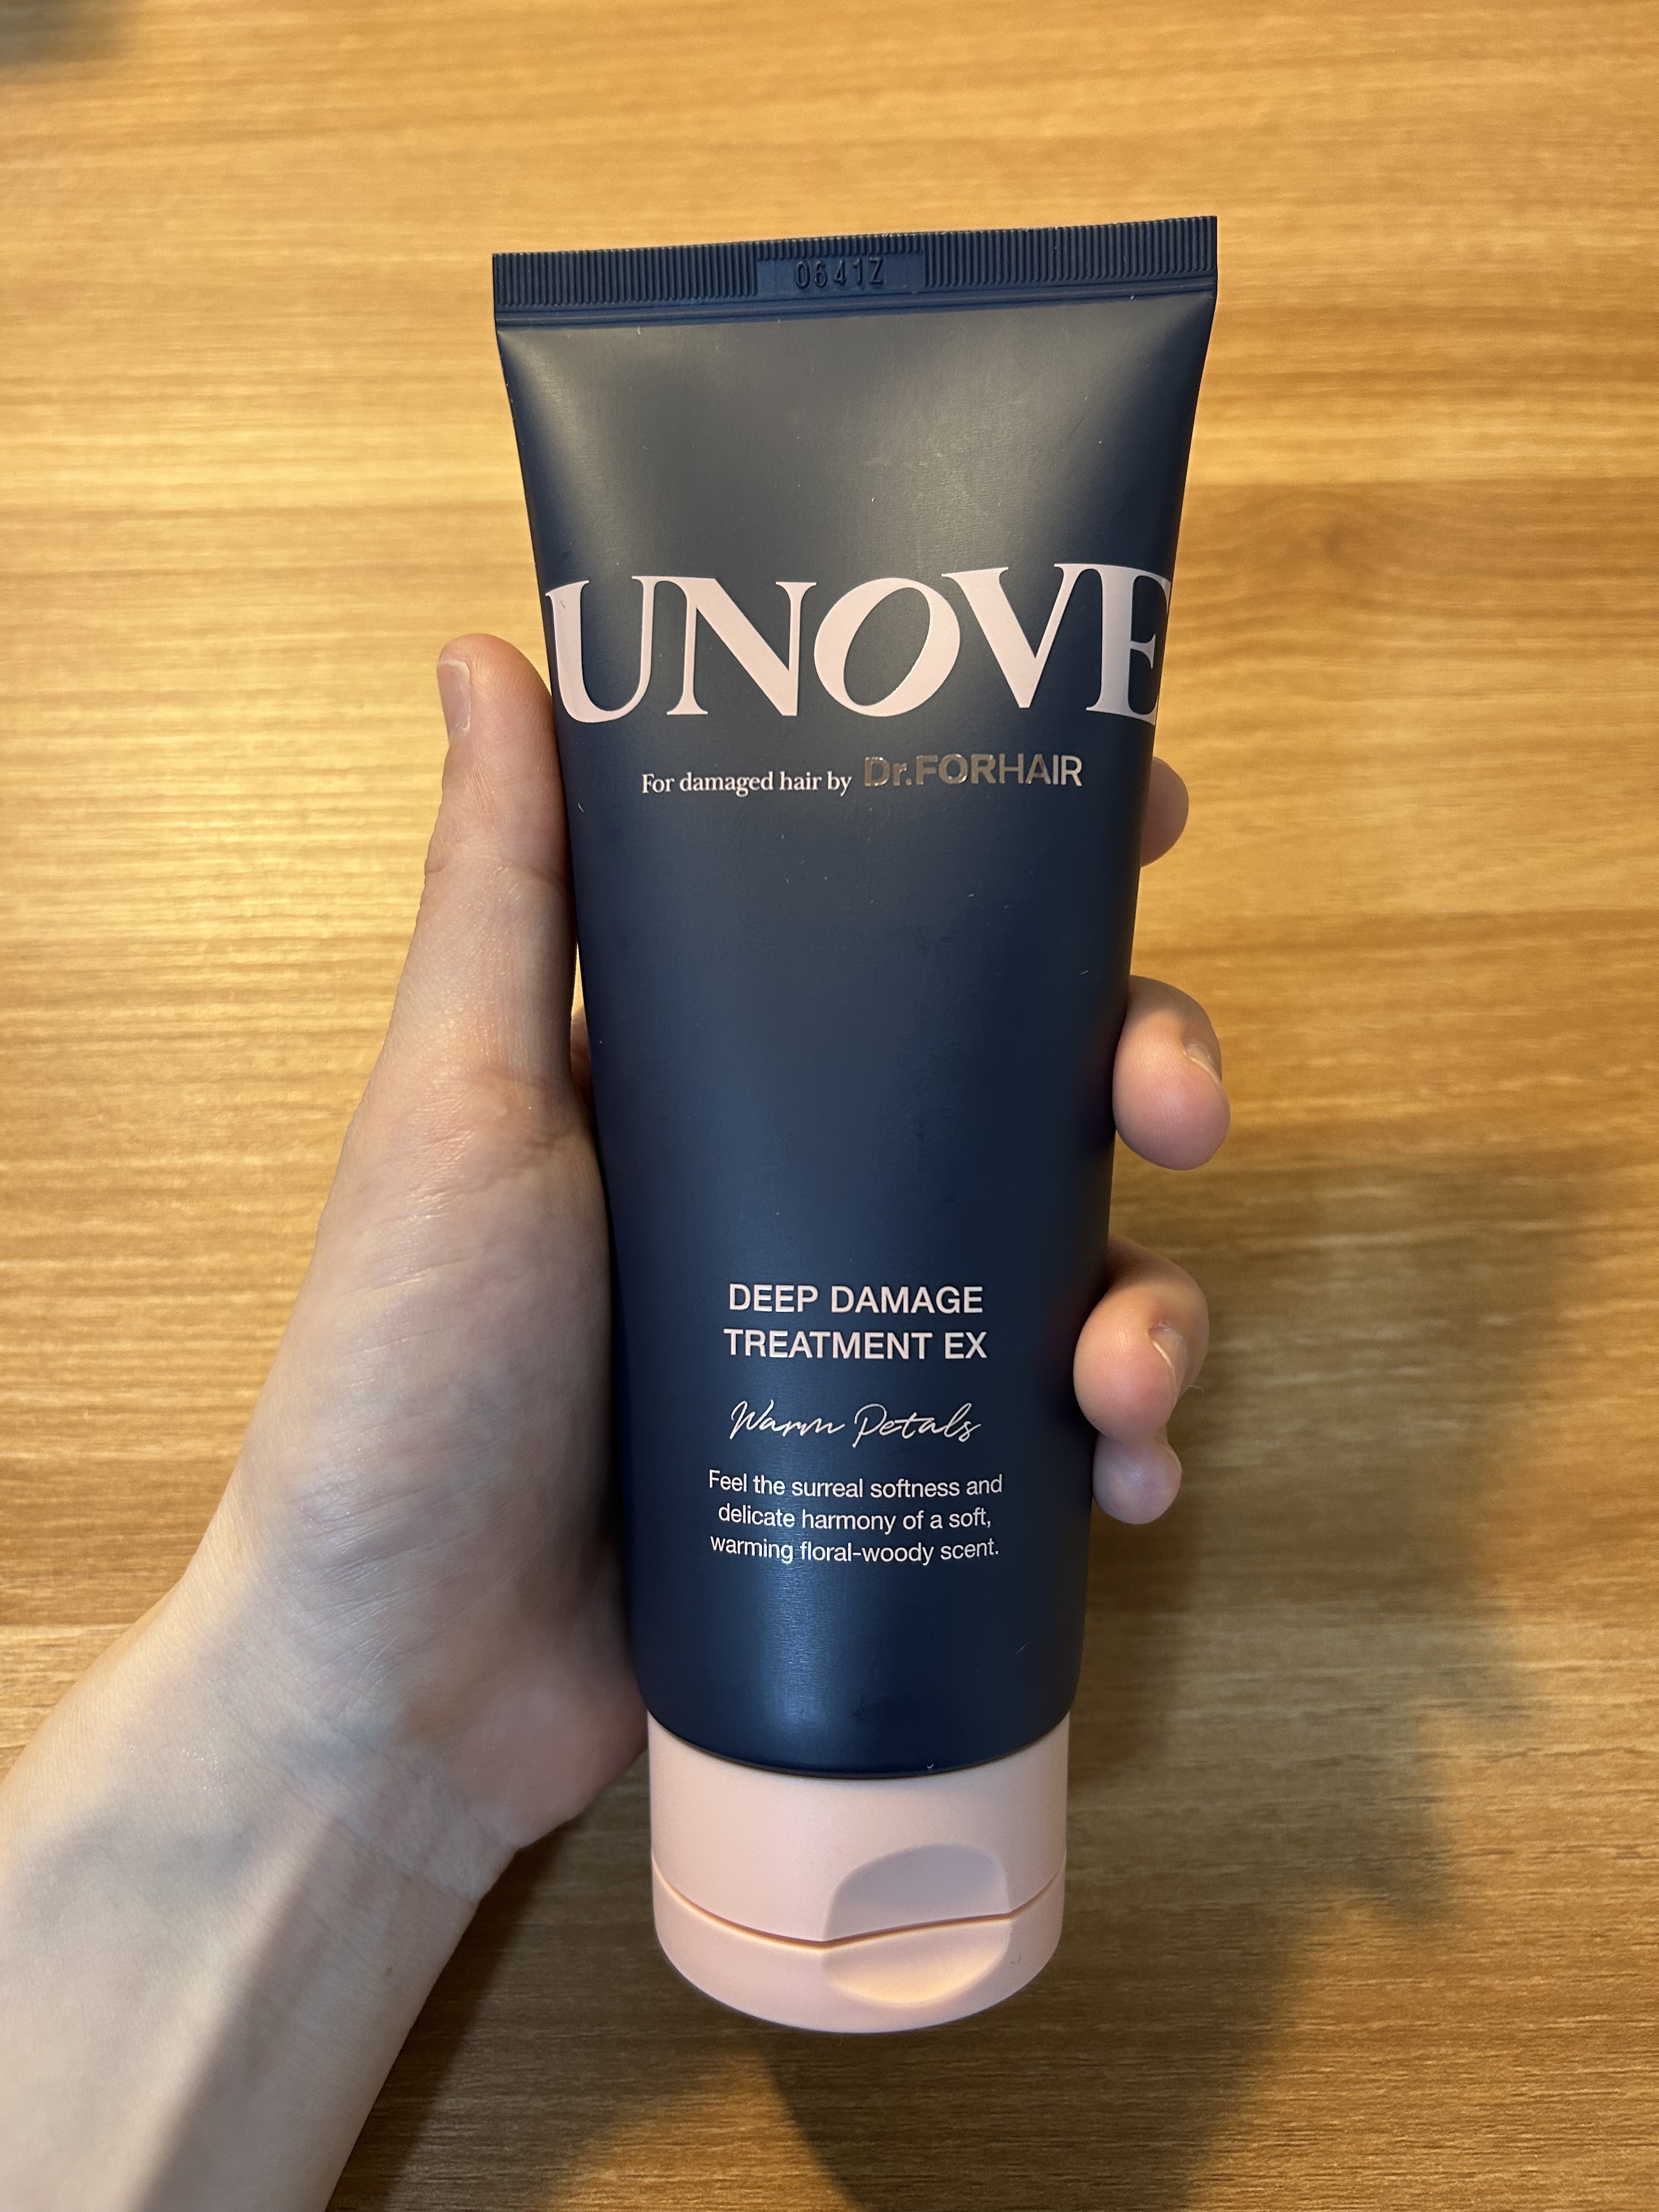 0641Z
UNOVE
For damaged hair by Dr.FORHAIR
DEEP DAMAGE
TREATMENT EX
Warm Petals
Feel the surreal softness and
delicate harmony of a soft,
warming floral-woody scent.